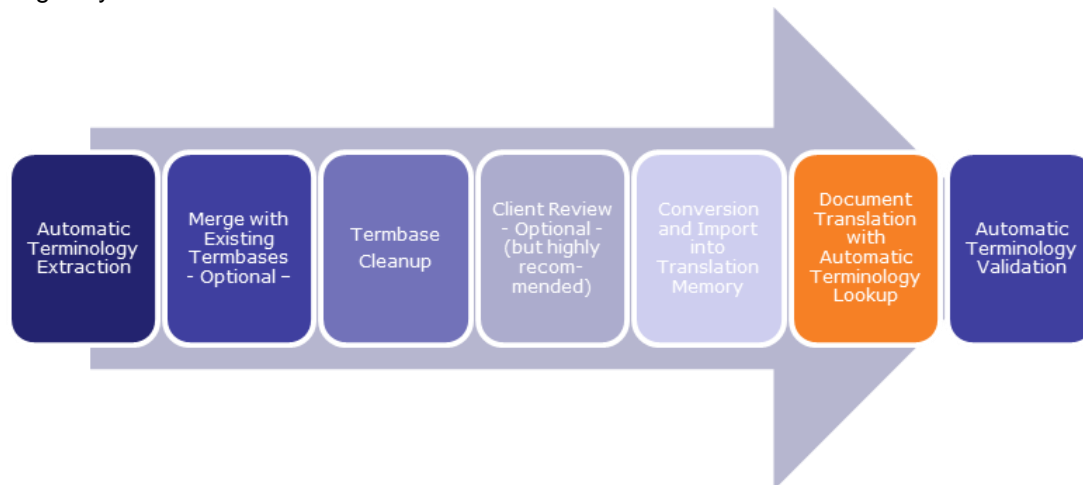 Automatic
Terminology
Extraction
Merge with
Existing
Termbases
- Optional –
Termbase
Cleanup
Client Review
- Optional -
(but highly
recom-
mended)
Conversion
and Import
into
Translation
Memory
Document
Translation
with
Automatic
Terminology
Lookup
Automatic
Terminology
Validation